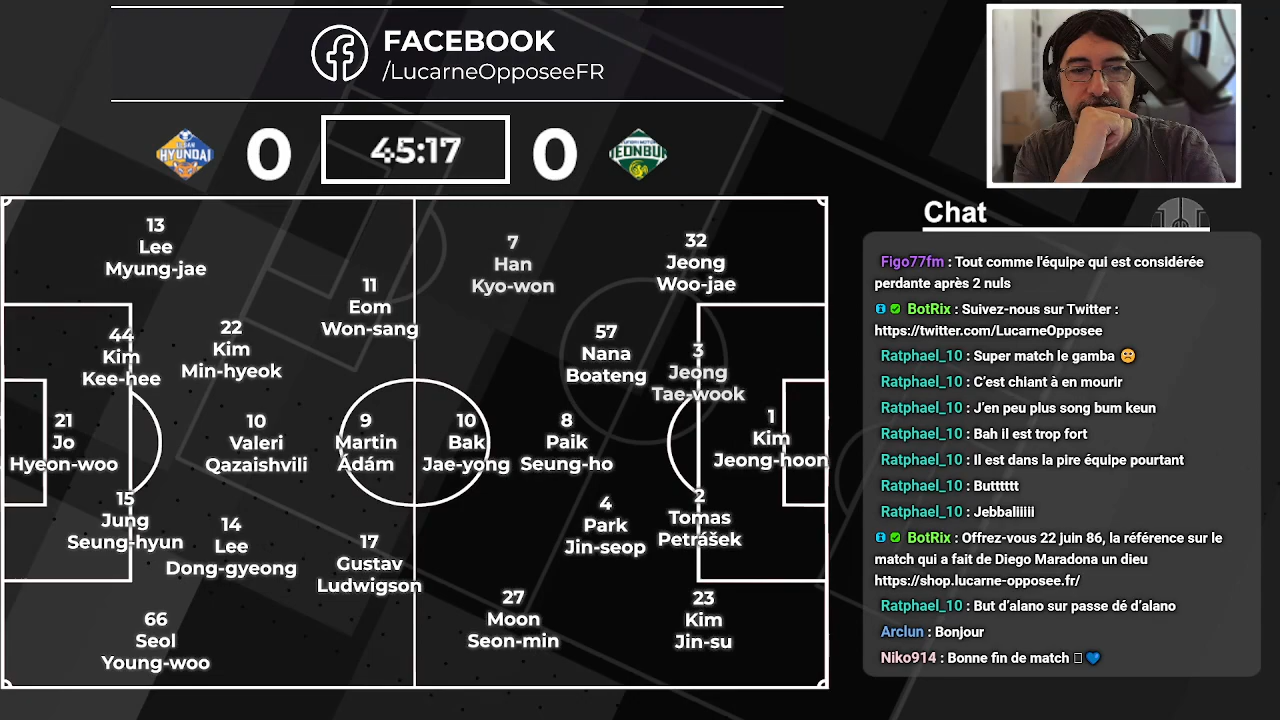 FACEBOOK
/LucarneOpposeeFR
HYUNDAI
0
45:17
0
13
Lee
Myung-jae
44
Kim
Kee-hee
21
Jo
Hyeon-woo
15
Jung
Seung-hyun
66
Seol
Young-woo
22
Kim
Min-hyeok
10
Valeri
Qazaishvili
14
Lee
Dong-gyeong
11
Eom
Won-sang
9
Martin
Ádám
17
Gustav
Ludwigson
7
Han
Kyo-won
10
Bak
Jae-yong
27
Moon
Seon-min
57
Nana
Boateng
8
Paik
Seung-ho
4
Park
Jin-seop
32
Jeong
Woo-jae
3
Jeong
Tae-wook
2
Tomas
Petrášek
23
Kim
Jin-su
1
Kim
Jeong-hoon
Chat
Figo77fm : Tout comme l'équipe qui est considérée
perdante après 2 nuls
BotRix : Suivez-nous sur Twitter :
https://twitter.com/LucarneOpposee
Ratphael_10 : Super match le gamba
Ratphael_10 : C'est chiant à en mourir
Ratphael_10 : J'en peu plus song bum keun
Ratphael_10 : Bah il est trop fort
Ratphael_10 : Il est dans la pire équipe pourtant
Ratphael_10 : Butttttt
Ratphael_10 : Jebbaliiiii
BotRix : Offrez-vous 22 juin 86, la référence sur le
match qui a fait de Diego Maradona un dieu
https://shop.lucarne-opposee.fr/
Ratphael_10 : But d'alano sur passe dé d'alano
Arclun : Bonjour
Niko914 : Bonne fin de match